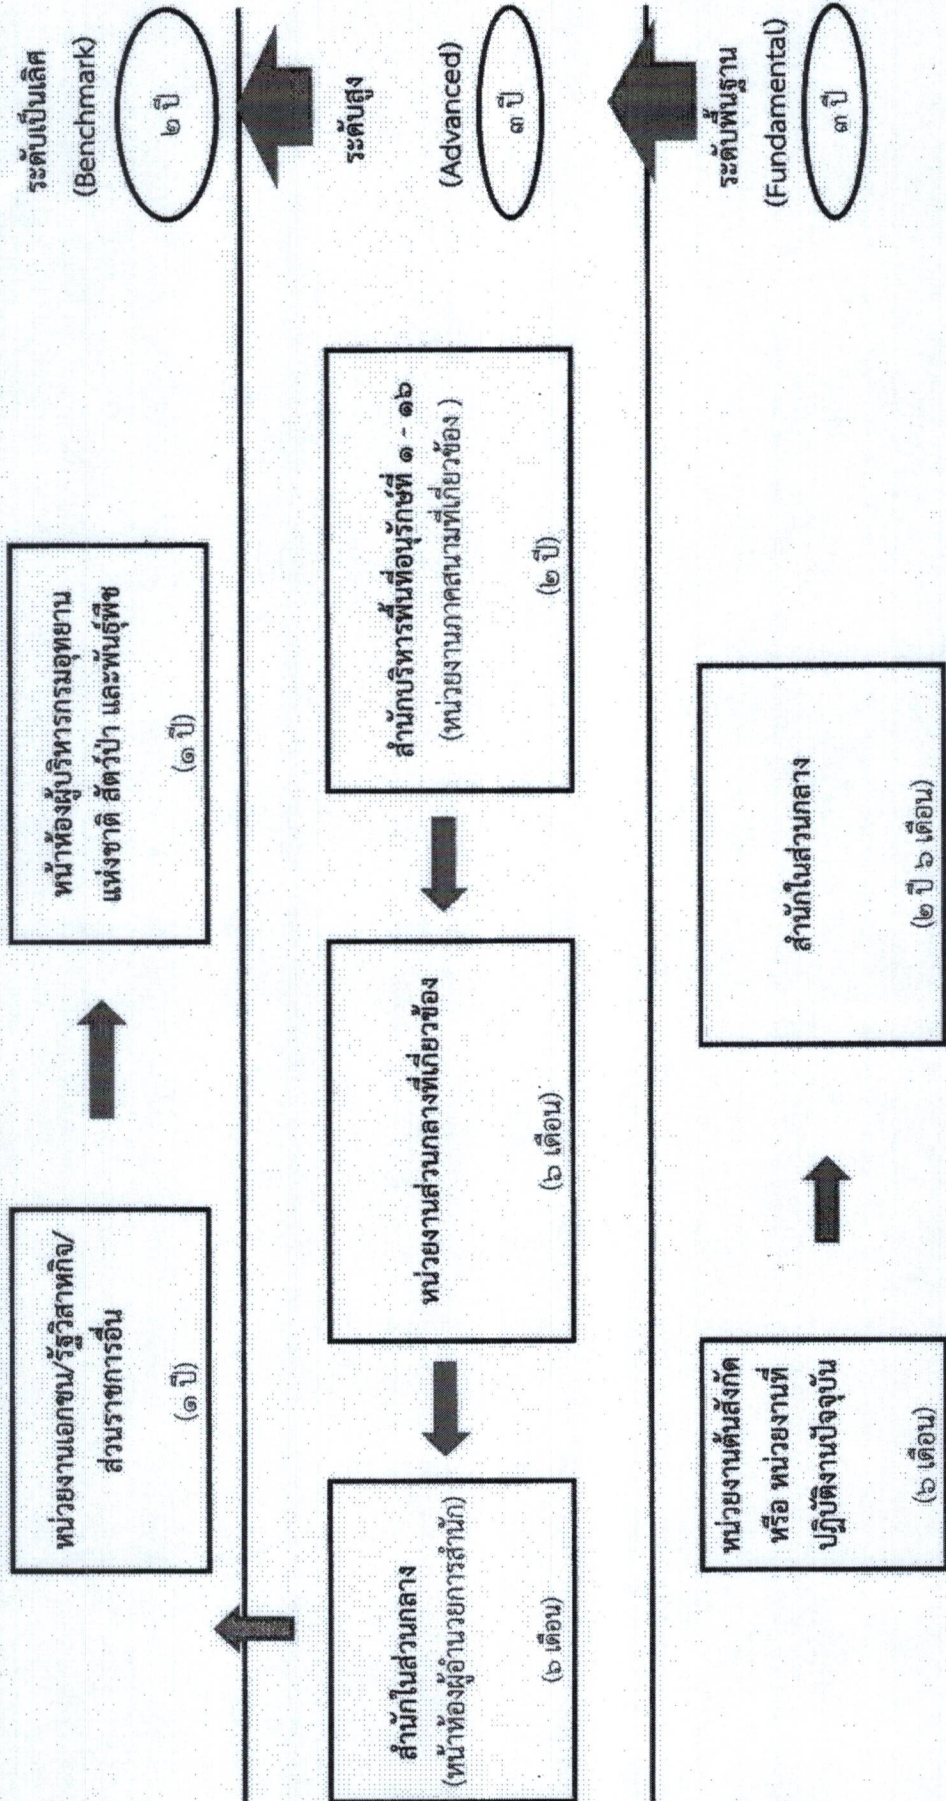 หน่วยงานเอกชน/รัฐวิสาหกิจ/
ส่วนราชการอื่น
(๑ ปี)
หน้าห้องผู้บริหารกรมอุทยาน
แห่งชาติ สัตว์ป่า และพันธุ์พืช
(๑ ปี)
ระดับเป็นเลิศ
(Benchmark)
๒ ปี
สำนักในส่วนกลาง
(หน้าห้องผู้อำนวยการสำนัก)
(๖ เดือน)
หน่วยงานส่วนกลางที่เกี่ยวข้อง
(๖ เดือน)
สำนักบริหารพื้นที่อนุรักษ์ที่ ๑ - ๑๖
(หน่วยงานภาคสนามที่เกี่ยวข้อง )
(๒ ปี)
ระดับสูง
(Advanced)
๓ ปี
หน่วยงานต้นสังกัด
หรือ หน่วยงานที่
ปฏิบัติงานปัจจุบัน
(๖ เดือน)
สำนักในส่วนกลาง
(๒ ปี ๖ เดือน)
ระดับพื้นฐาน
(Fundamental)
๓ ปี